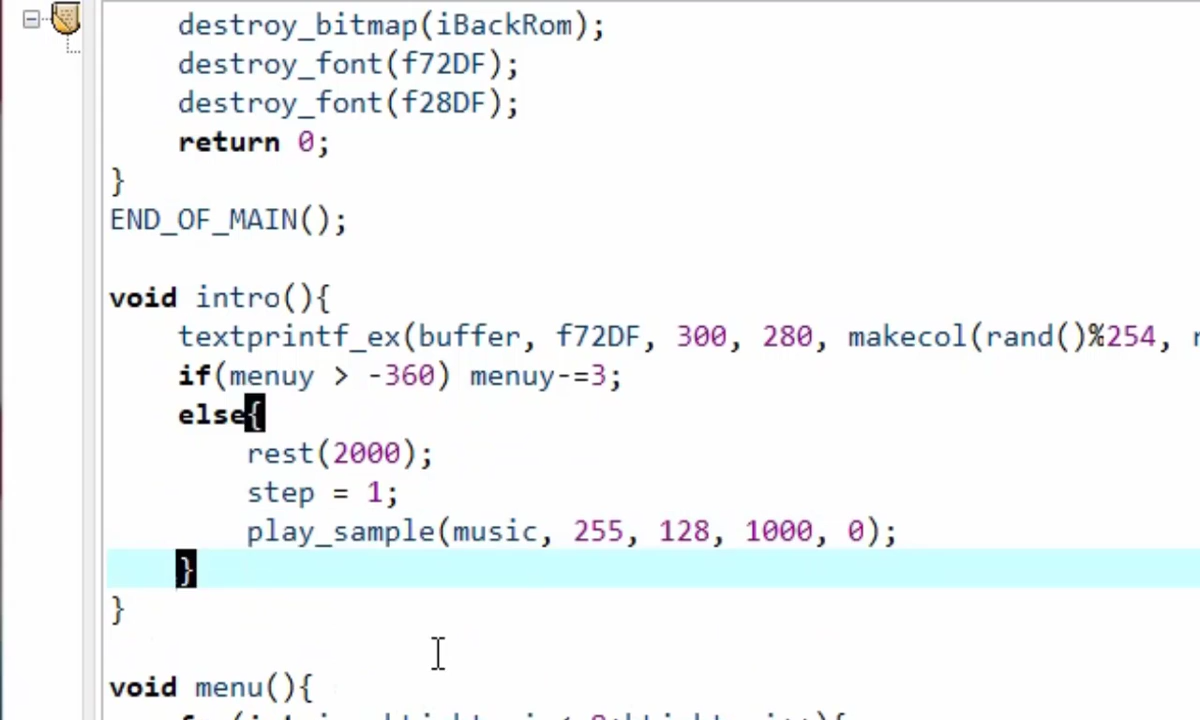 destroy_bitmap(iBackRom);
destroy_font(f72DF);
destroy_font(f28DF);
return 0;
}
END_OF_MAIN();
void intro(){
textprintf_ex(buffer, f72DF, 300, 280, makecol(rand()%254,
if(menuy > -360) menuy-=3;
else{
rest(2000);
step = 1;
play_sample(music, 255, 128, 1000, 0);
}
}
void menu(){